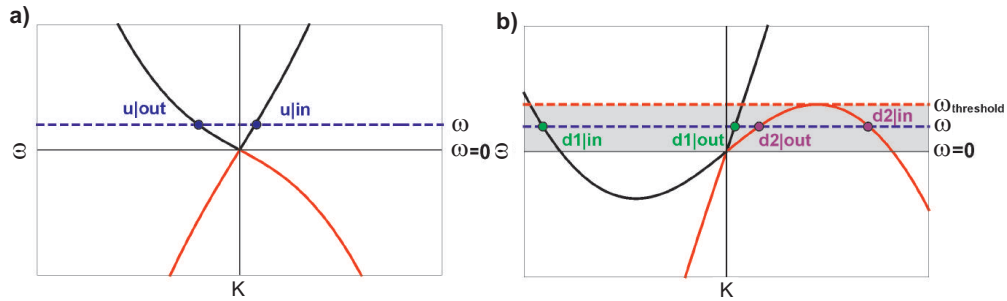 a)
u|out
u|in
ω
ω
ω=0
K
b)
ω_threshold
d2|in
ω
d1|in
d1|out
d2|out
ω
ω=0
K